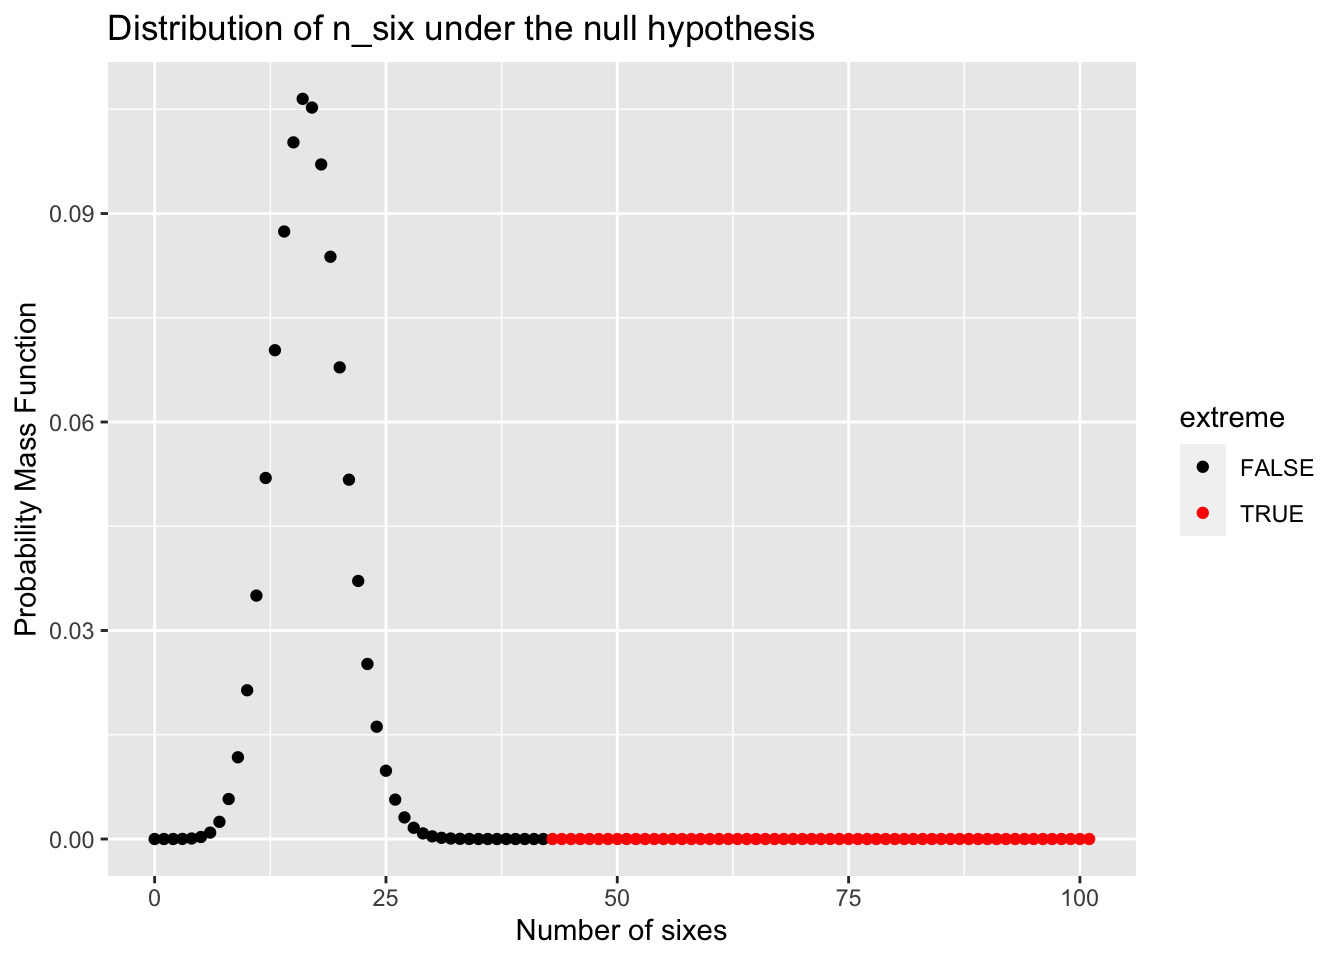 Distribution of n_six under the null hypothesis
Probability Mass Function
0.09
0.06
0.03
0.00
0
25
50
75
100
Number of sixes
extreme
FALSE
TRUE